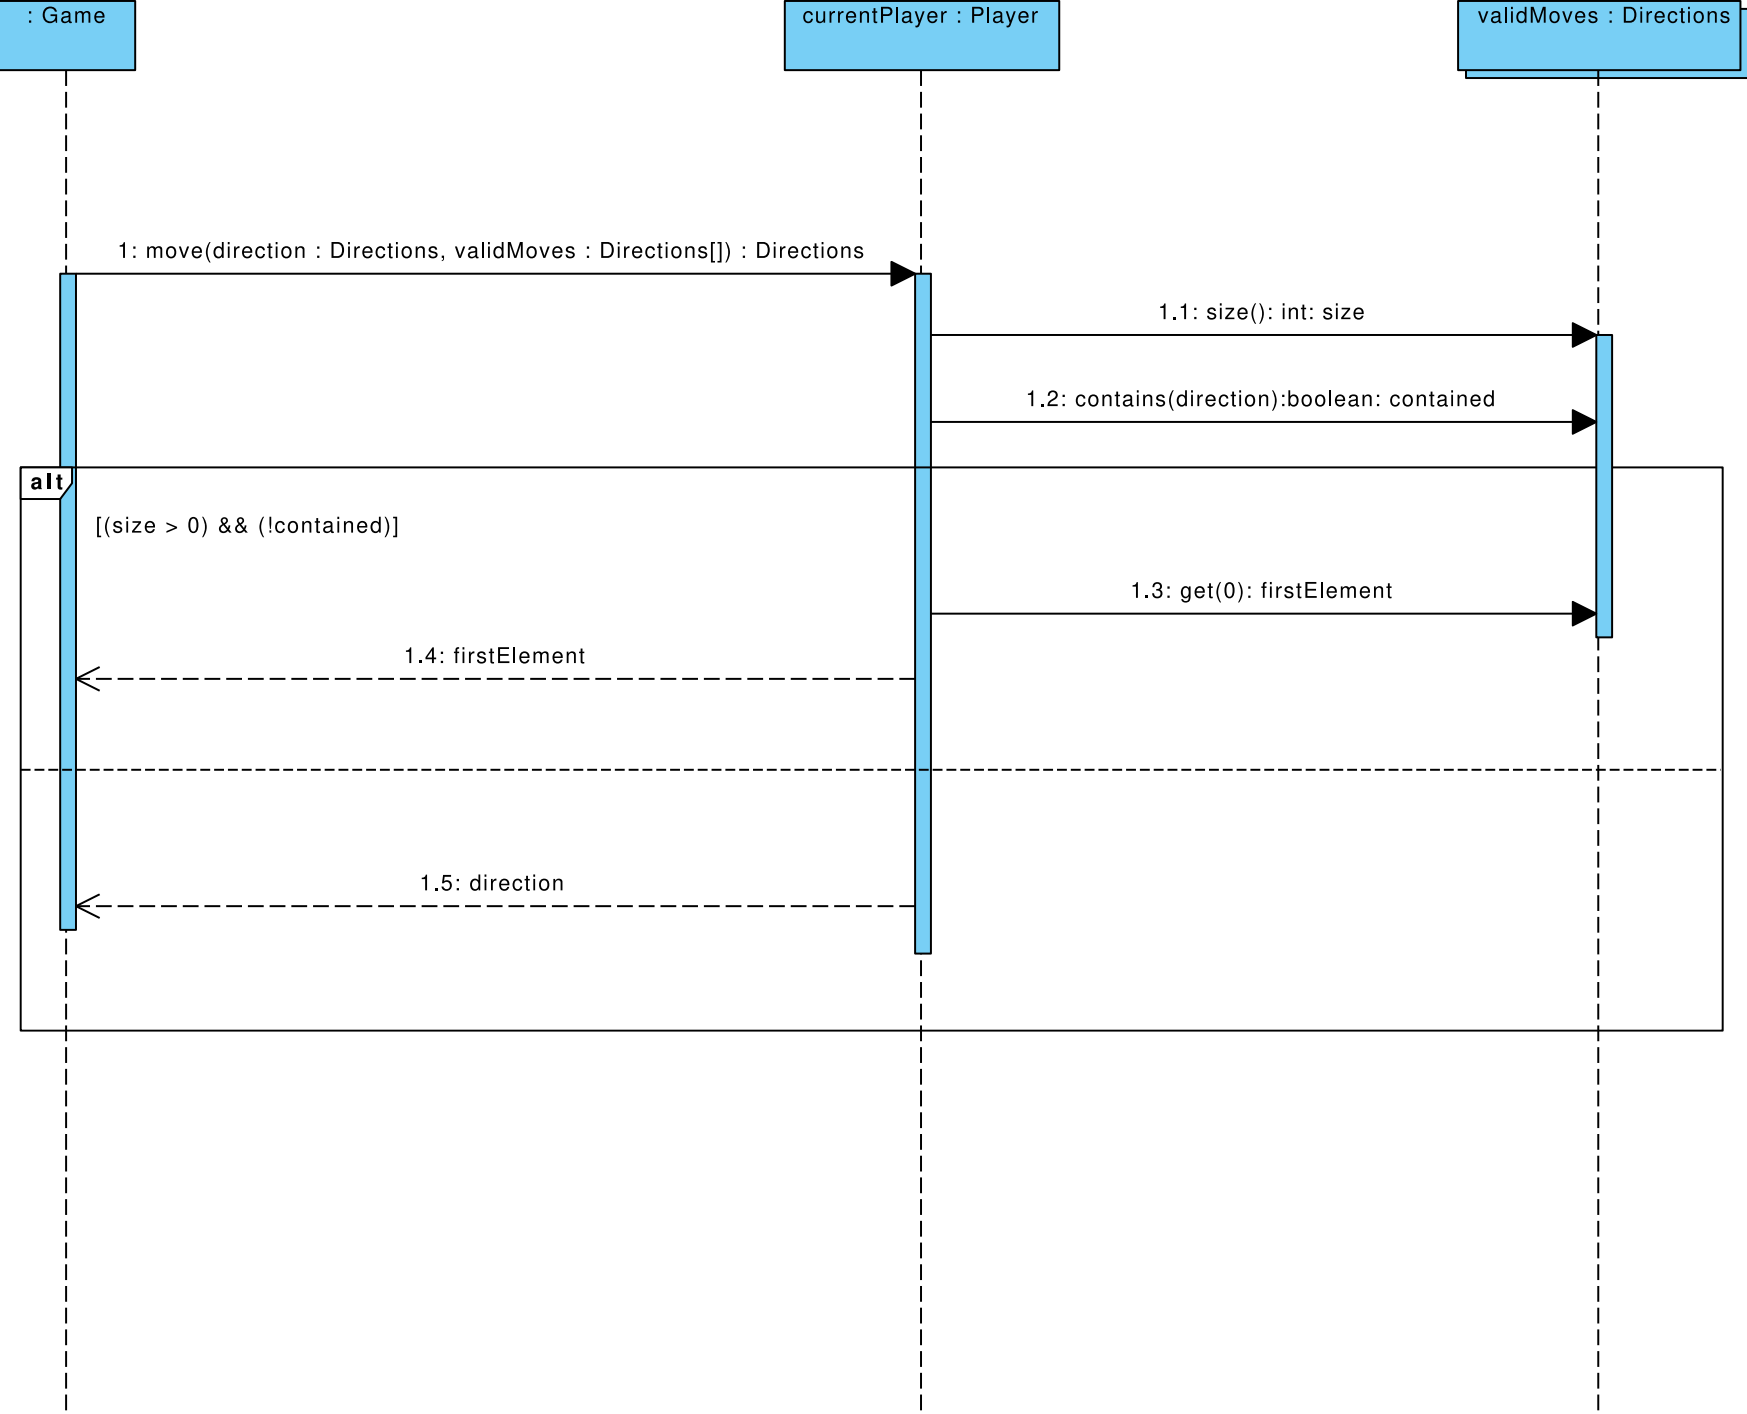 : Game
currentPlayer : Player
validMoves : Directions
1: move(direction : Directions, validMoves : Directions[]) : Directions
1.1: size(): int: size
1.2: contains(direction):boolean: contained
alt
[(size > 0) && (!contained)]
1.3: get(0): firstElement
1.4: firstElement
1.5: direction